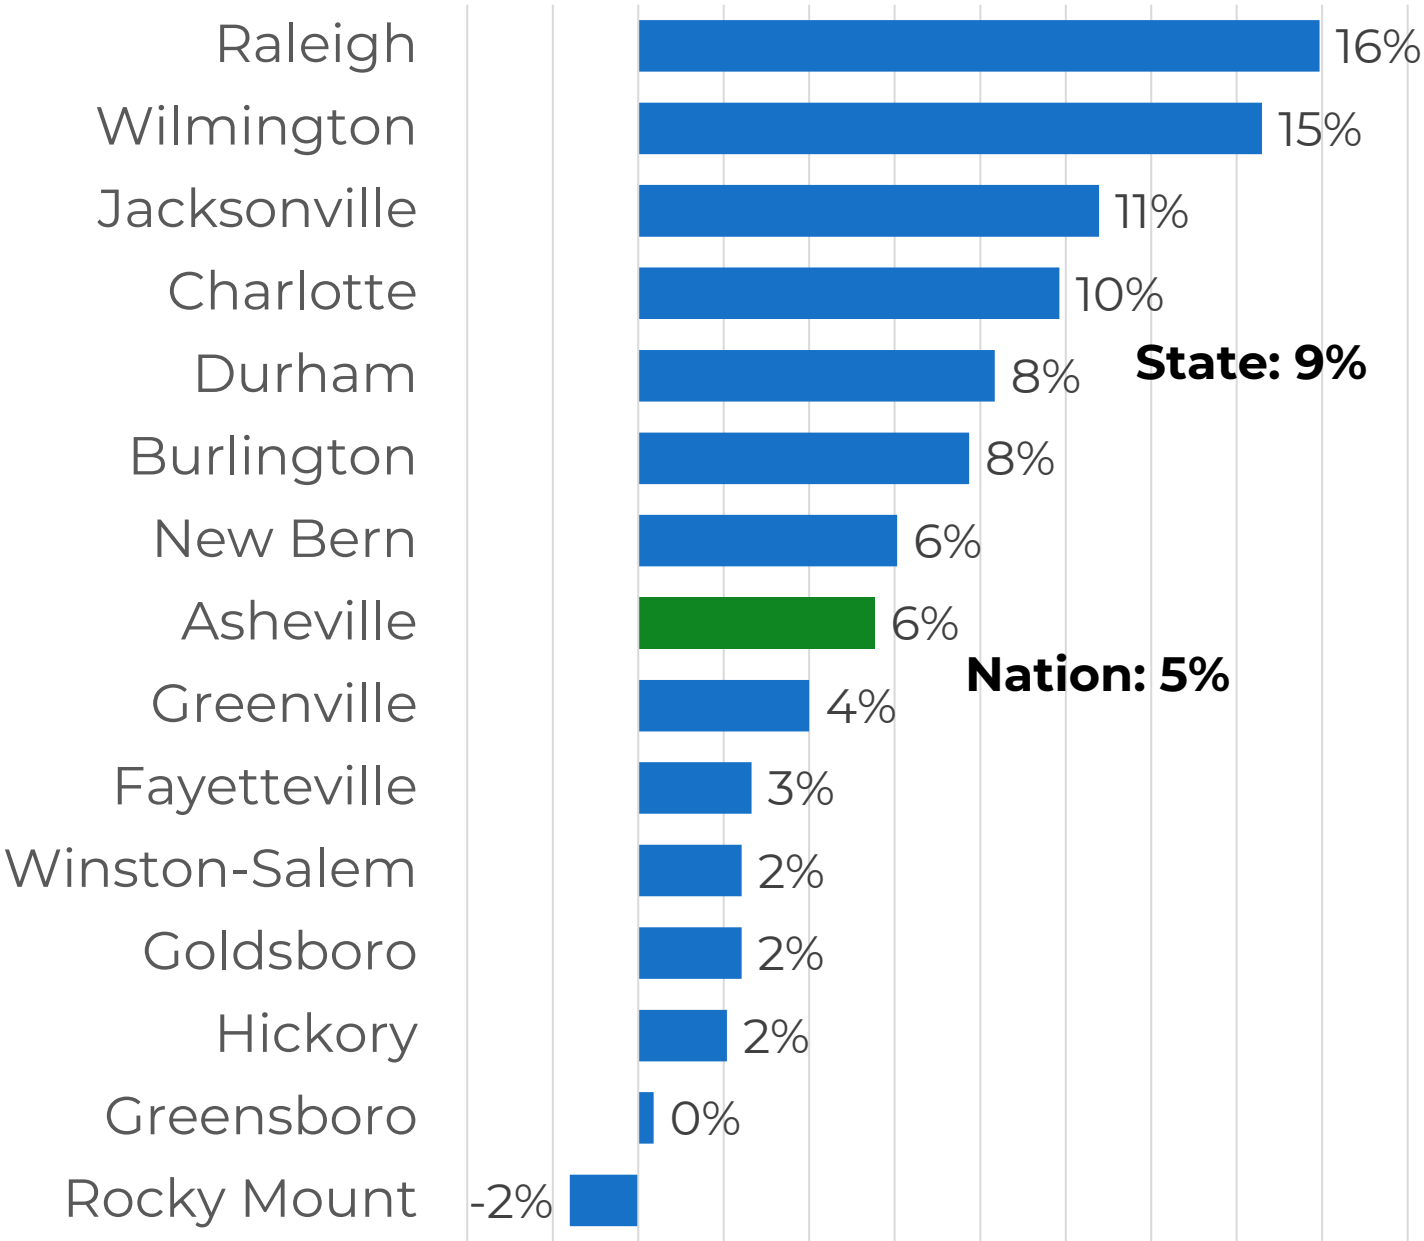 Raleigh 16%
Wilmington 15%
Jacksonville 11%
Charlotte 10%
State: 9%
Durham 8%
Burlington 8%
New Bern 6%
Asheville 6%
Nation: 5%
Greenville 4%
Fayetteville 3%
Winston-Salem 2%
Goldsboro 2%
Hickory 2%
Greensboro 0%
Rocky Mount -2%